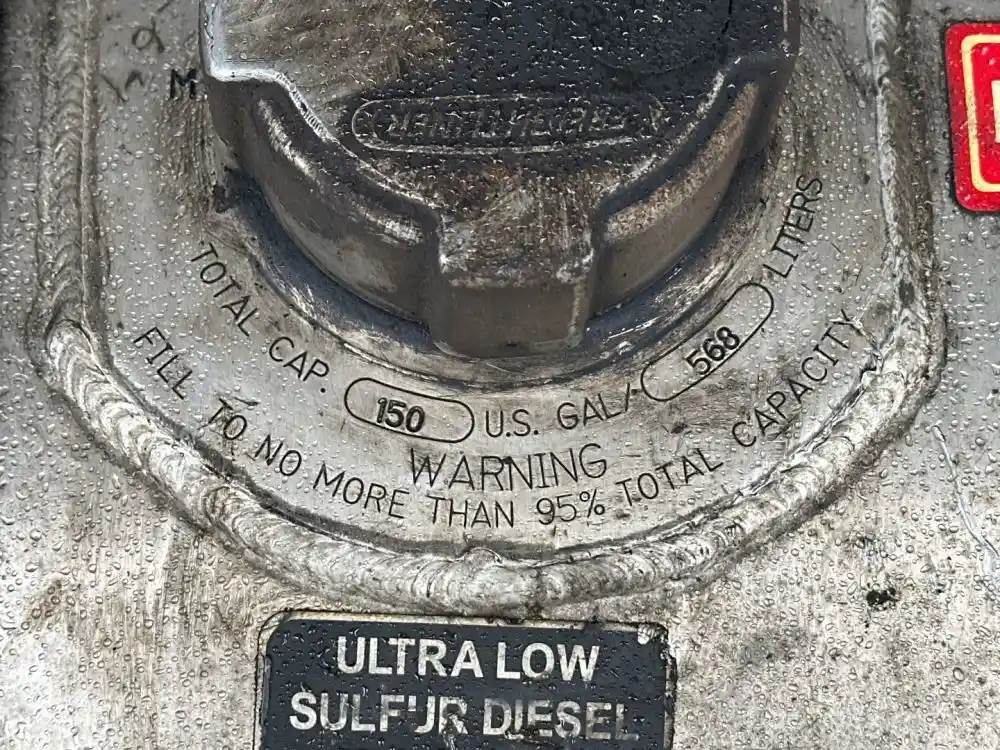 M
TOTAL CAP. 150 U.S. GAL/ 568 LITERS
WARNING
FILL TO NO MORE THAN 95% TOTAL CAPACITY
ULTRA LOW
SULFUR DIESEL